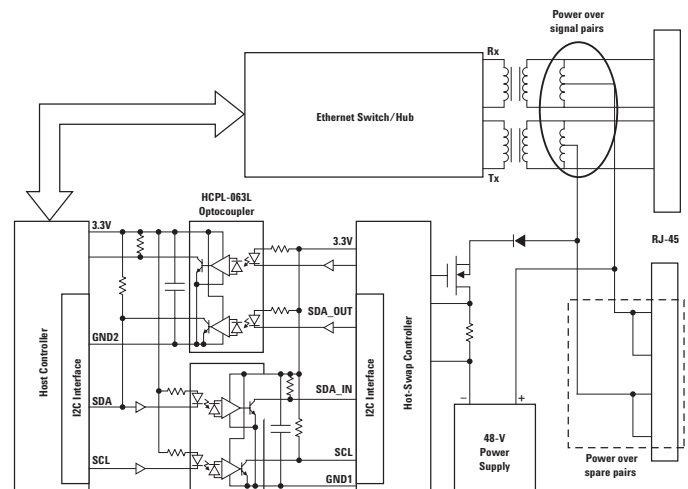 Power over
signal pairs
Rx
Ethernet Switch/Hub
Tx
HCPL-063L
Optocoupler
3.3V
3.3V
RJ-45
SDA_OUT
GND2
Host Controller
I2C Interface
SDA
SCL
SDA_IN
SCL
GND1
I2C Interface
Hot-Swap Controller
– +
48-V
Power
Supply
Power over
spare pairs